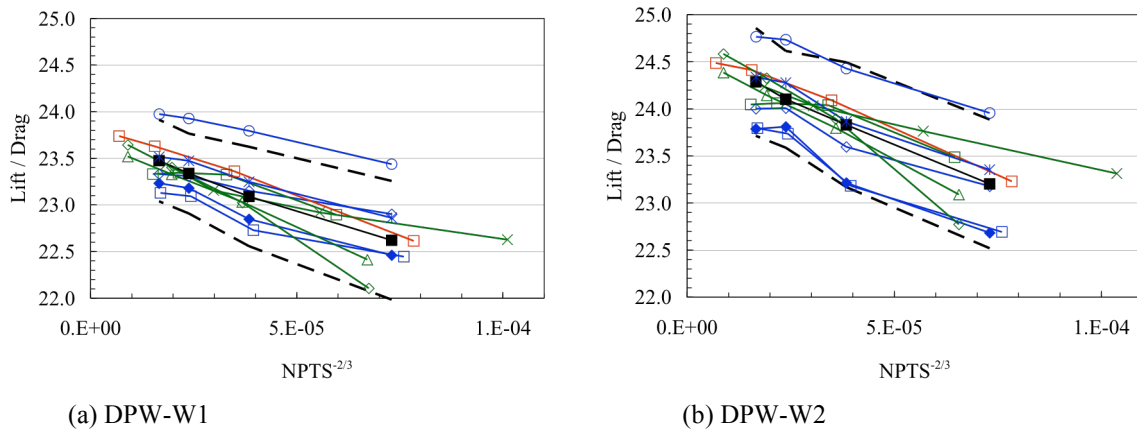 25.0
24.5
24.0
23.5
23.0
22.5
22.0
Lift / Drag
0.E+00
5.E-05
1.E-04
NPTS-2/3
(a) DPW-W1
25.0
24.5
24.0
23.5
23.0
22.5
22.0
Lift / Drag
0.E+00
5.E-05
1.E-04
NPTS-2/3
(b) DPW-W2